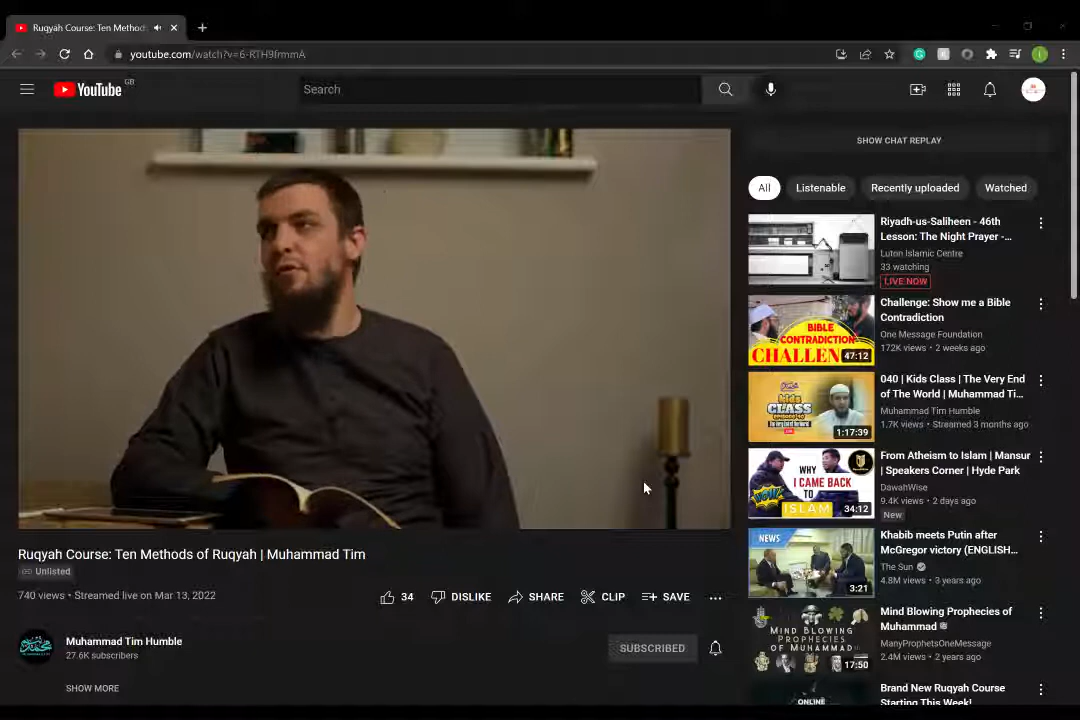 Ruqyah Course: Ten Methods
youtube.com/watch?v=6-RTH9frmmA
YouTube
GB
Search
SHOW CHAT REPLAY
All
Listenable
Recently uploaded
Watched
Riyadh-us-Saliheen - 46th
Lesson: The Night Prayer -...
Luton Islamic Centre
33 watching
LIVE NOW
BIBLE
CONTRADICTION
CHALLEN
47:12
Challenge: Show me a Bible
Contradiction
One Message Foundation
172K views • 2 weeks ago
KIDS
CLASS
1:17:39
040 | Kids Class | The Very End
of The World | Muhammad Ti...
Muhammad Tim Humble
1.7K views • Streamed 3 months ago
WHY
I CAME BACK
TO
ISLAM
WOW
34:12
From Atheism to Islam | Mansur
| Speakers Corner | Hyde Park
DawahWise
9.4K views • 2 days ago
New
NEWS
3:21
Khabib meets Putin after
McGregor victory (ENGLISH...
The Sun
4.8M views • 3 years ago
MIND BLOWING
PROPHECIES
OF MUHAMMAD
17:50
Mind Blowing Prophecies of
Muhammad ﷺ
ManyProphetsOneMessage
2.4M views • 2 years ago
ONLINE
Brand New Ruqyah Course
Starting This Week!
Ruqyah Course: Ten Methods of Ruqyah | Muhammad Tim
Unlisted
740 views • Streamed live on Mar 13, 2022
34
DISLIKE
SHARE
CLIP
SAVE
Muhammad Tim Humble
27.6K subscribers
SUBSCRIBED
SHOW MORE